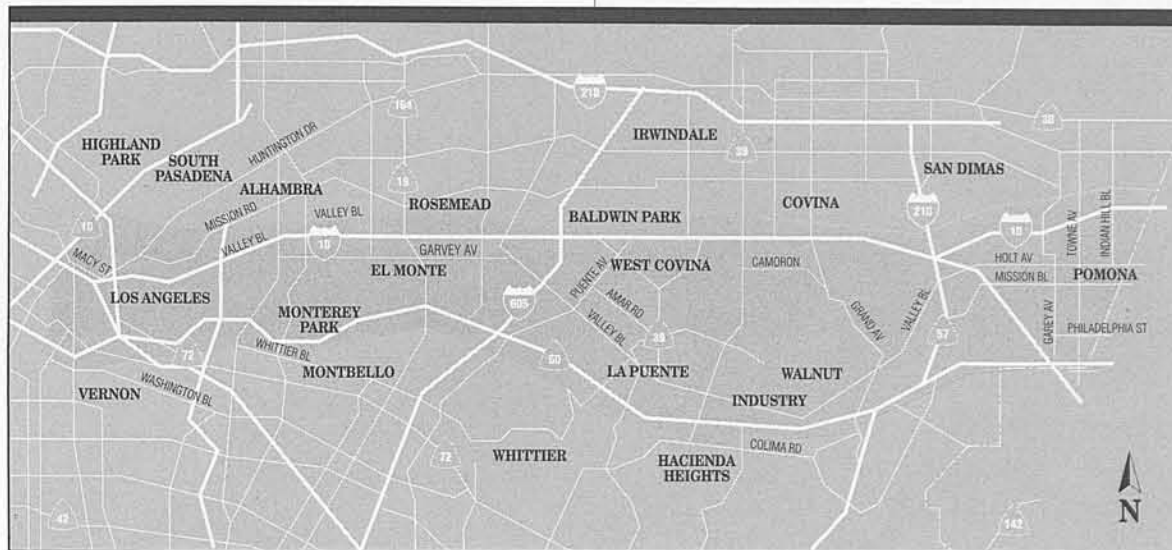 210
30
164
IRWINDALE
HIGHLAND
PARK
SOUTH
PASADENA
HUNTINGTON DR
39
SAN DIMAS
ALHAMBRA
19
ROSEMEAD
COVINA
MISSION RD
VALLEY BL
BALDWIN PARK
210
10
TOWNE AV
INDIAN HILL BL
VALLEY BL
10
GARVEY AV
10
MACY ST
EL MONTE
PUENTE AV
WEST COVINA
CAMORON
HOLT AV
MISSION BL
POMONA
LOS ANGELES
605
AMAR RD
VALLEY BL
GRAND AV
VALLEY BL
MONTEREY
PARK
39
57
GAREY AV
PHILADELPHIA ST
72
WHITTIER BL
60
MONTBELLO
LA PUENTE
WALNUT
VERNON
WASHINGTON BL
INDUSTRY
COLIMA RD
72
WHITTIER
HACIENDA
HEIGHTS
N
42
142